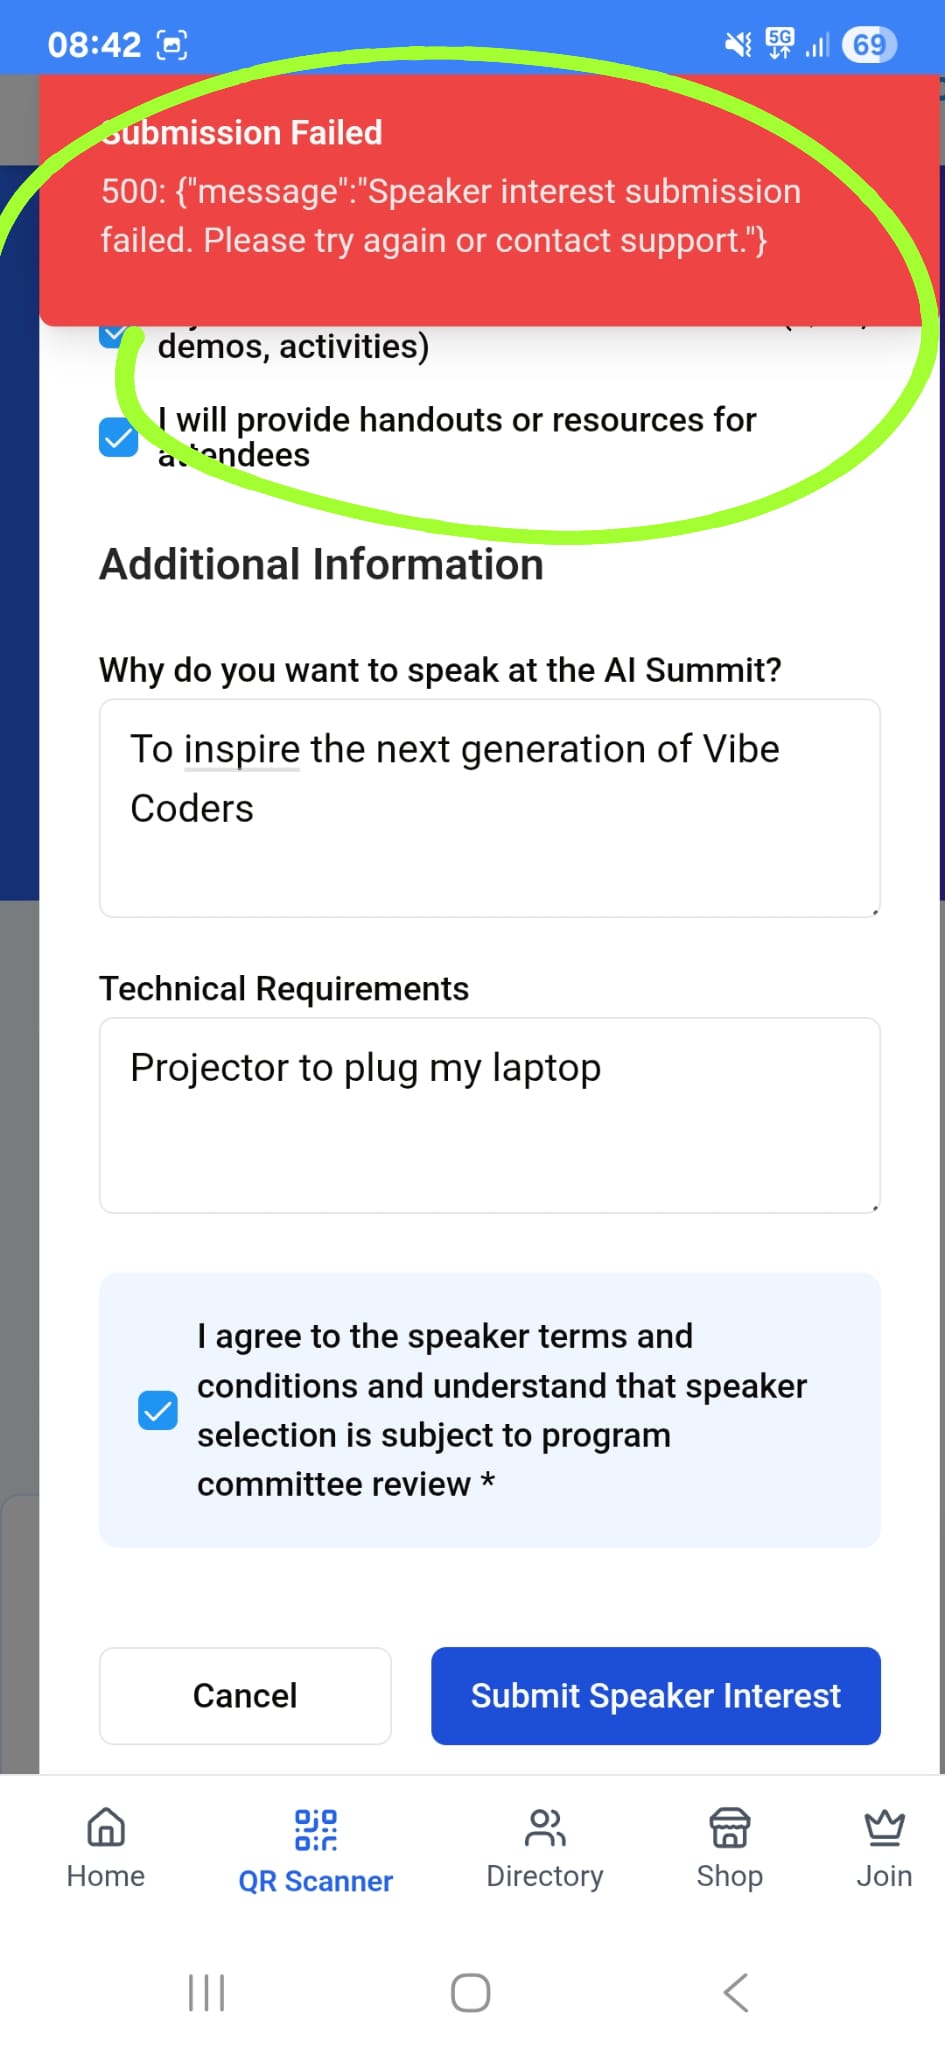 08:42
5G
69
Submission Failed
500: {"message":"Speaker interest submission
failed. Please try again or contact support."}
demos, activities)
I will provide handouts or resources for
attendees
Additional Information
Why do you want to speak at the AI Summit?
To inspire the next generation of Vibe
Coders
Technical Requirements
Projector to plug my laptop
I agree to the speaker terms and
conditions and understand that speaker
selection is subject to program
committee review *
Cancel
Submit Speaker Interest
Home
QR Scanner
Directory
Shop
Join